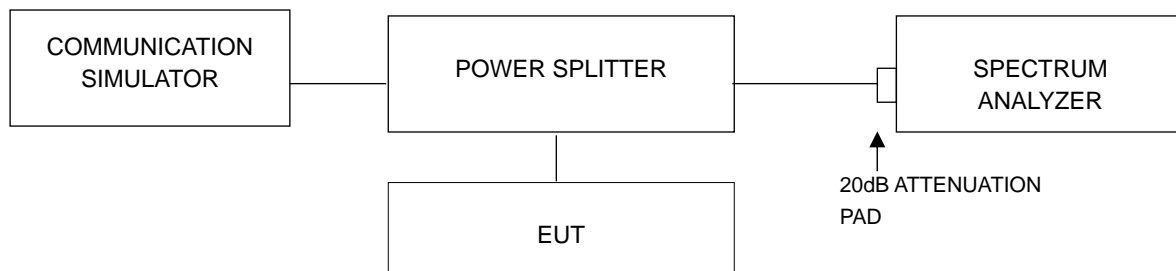 COMMUNICATION
SIMULATOR
POWER SPLITTER
SPECTRUM
ANALYZER
20dB ATTENUATION
PAD
EUT